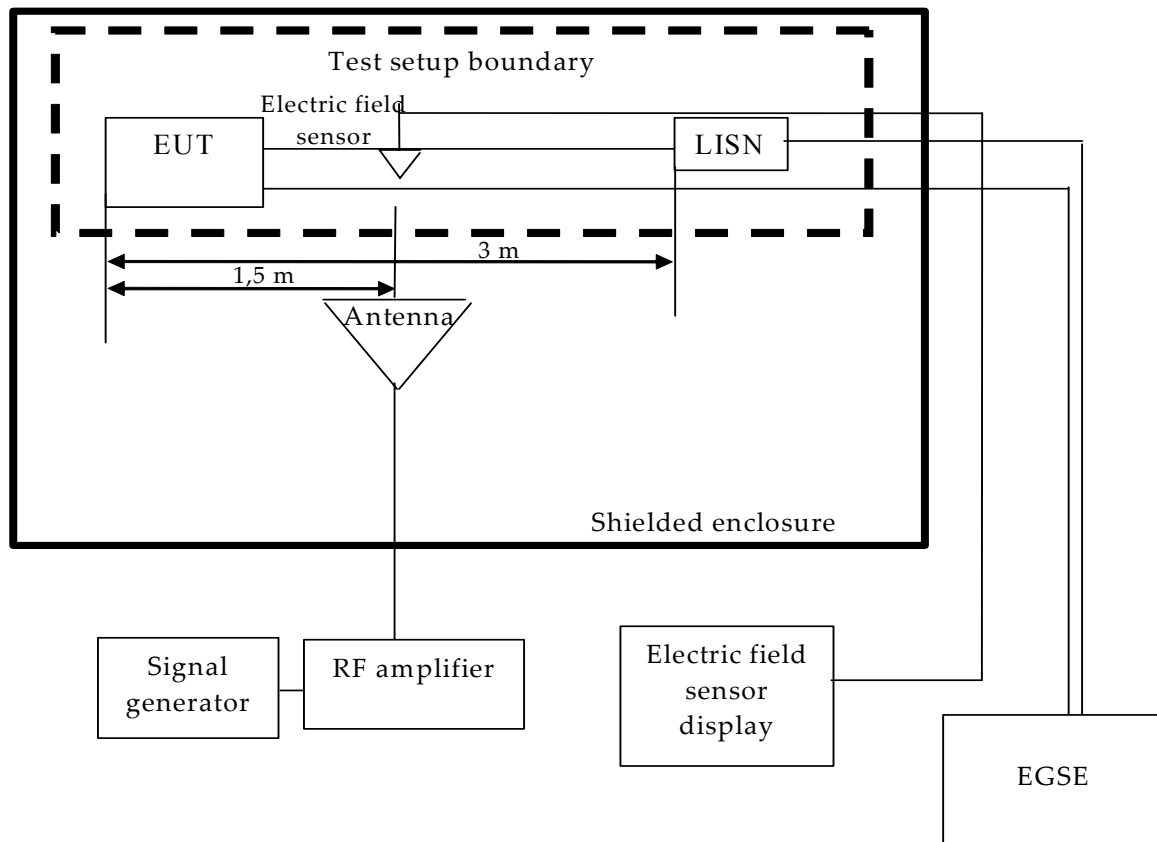 Test setup boundary
Electric field
sensor
EUT
LISN
3 m
1,5 m
Antenna
Shielded enclosure
Signal
generator
RF amplifier
Electric field
sensor
display
EGSE